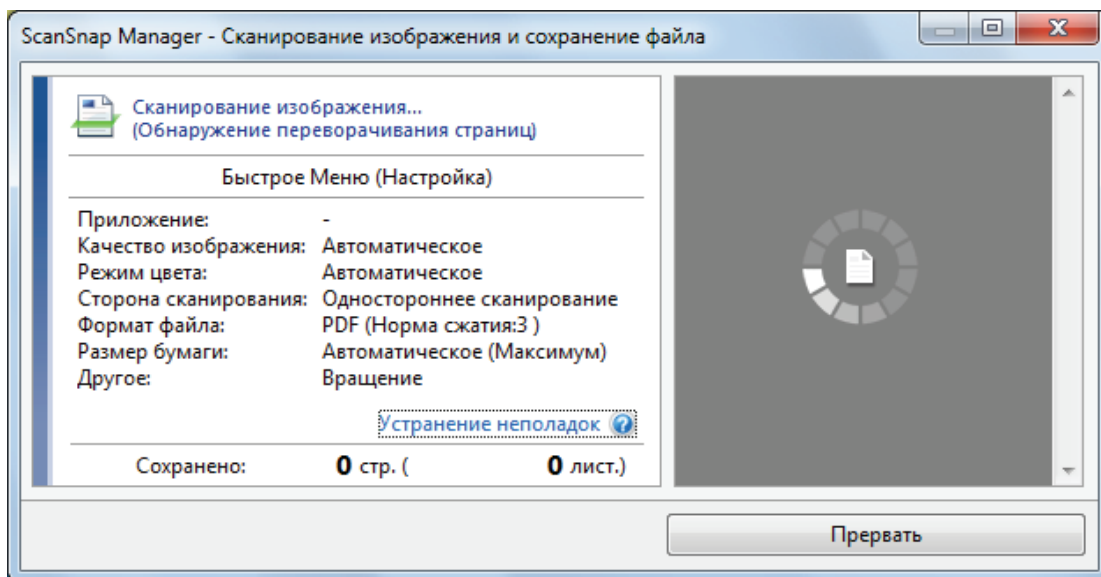 ScanSnap Manager - Сканирование изображения и сохранение файла
Сканирование изображения...
(Обнаружение переворачивания страниц)
Быстрое Меню (Настройка)
Приложение: -
Качество изображения: Автоматическое
Режим цвета: Автоматическое
Сторона сканирования: Одностороннее сканирование
Формат файла: PDF (Норма сжатия:3 )
Размер бумаги: Автоматическое (Максимум)
Другое: Вращение
Устранение неполадок ?
Сохранено: 0 стр. ( 0 лист.)
Прервать